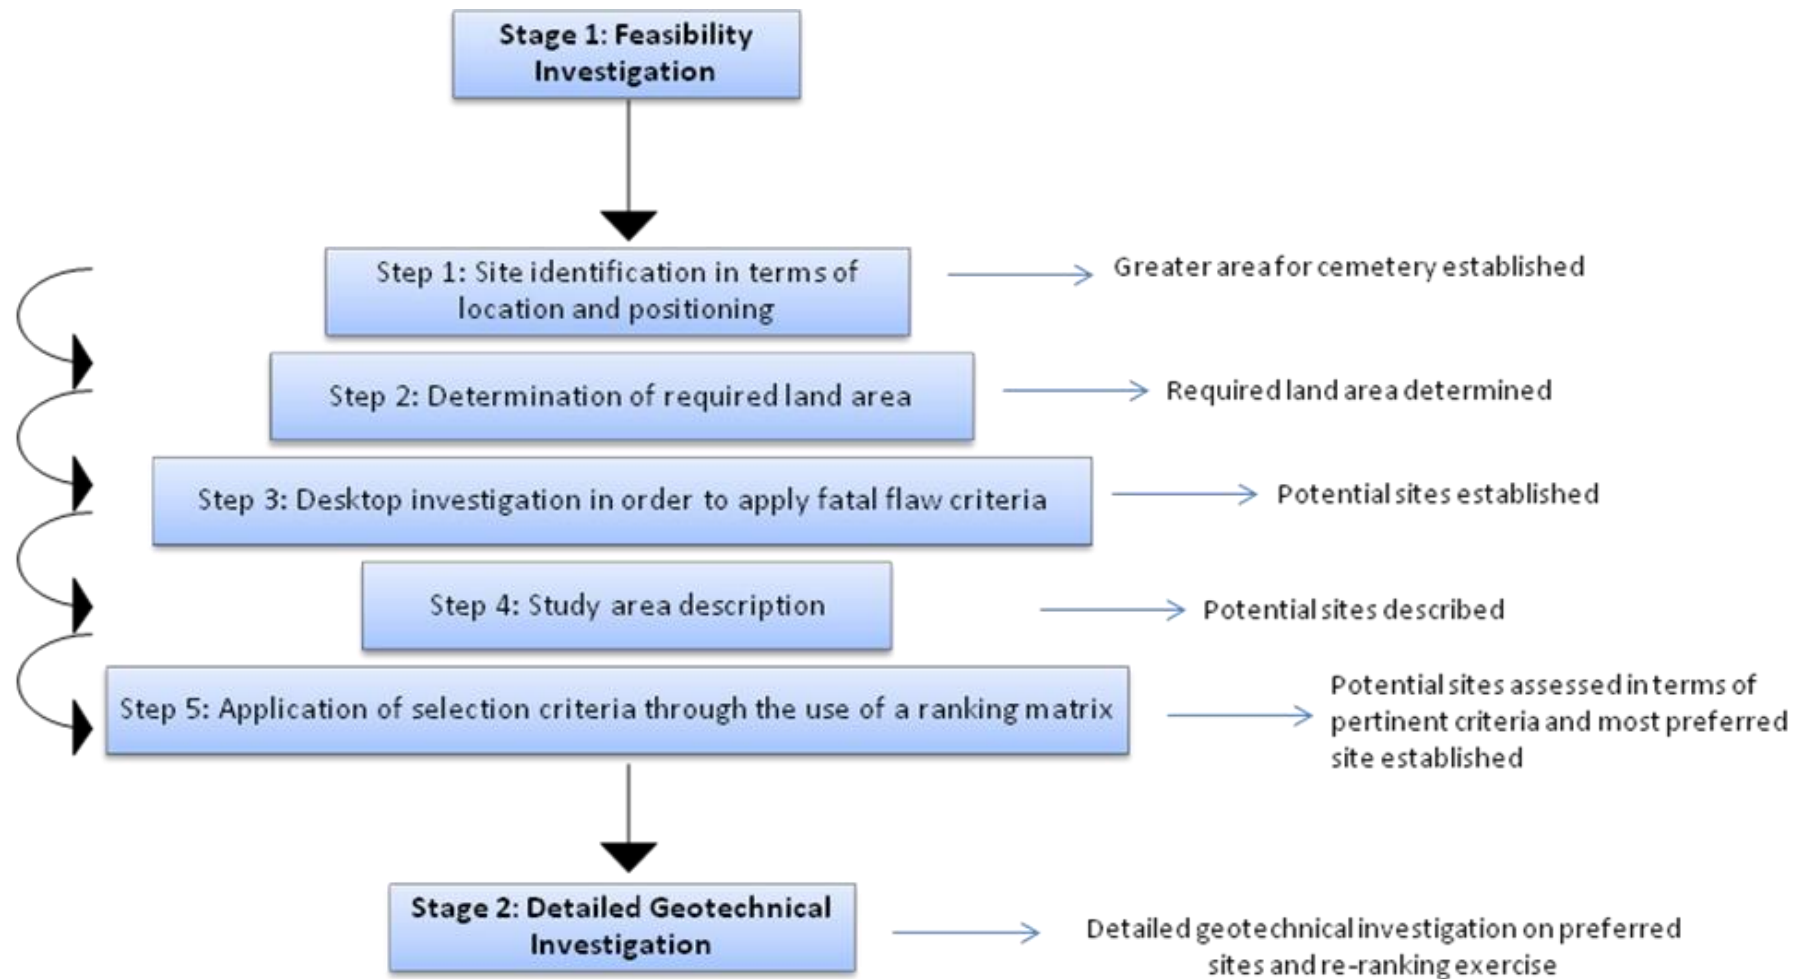 Stage 1: Feasibility
Investigation
Step 1: Site identification in terms of
location and positioning
Greater area for cemetery established
Step 2: Determination of required land area
Required land area determined
Step 3: Desktop investigation in order to apply fatal flaw criteria
Potential sites established
Step 4: Study area description
Potential sites described
Step 5: Application of selection criteria through the use of a ranking matrix
Potential sites assessed in terms of
pertinent criteria and most preferred
site established
Stage 2: Detailed Geotechnical
Investigation
Detailed geotechnical investigation on preferred
sites and re-ranking exercise